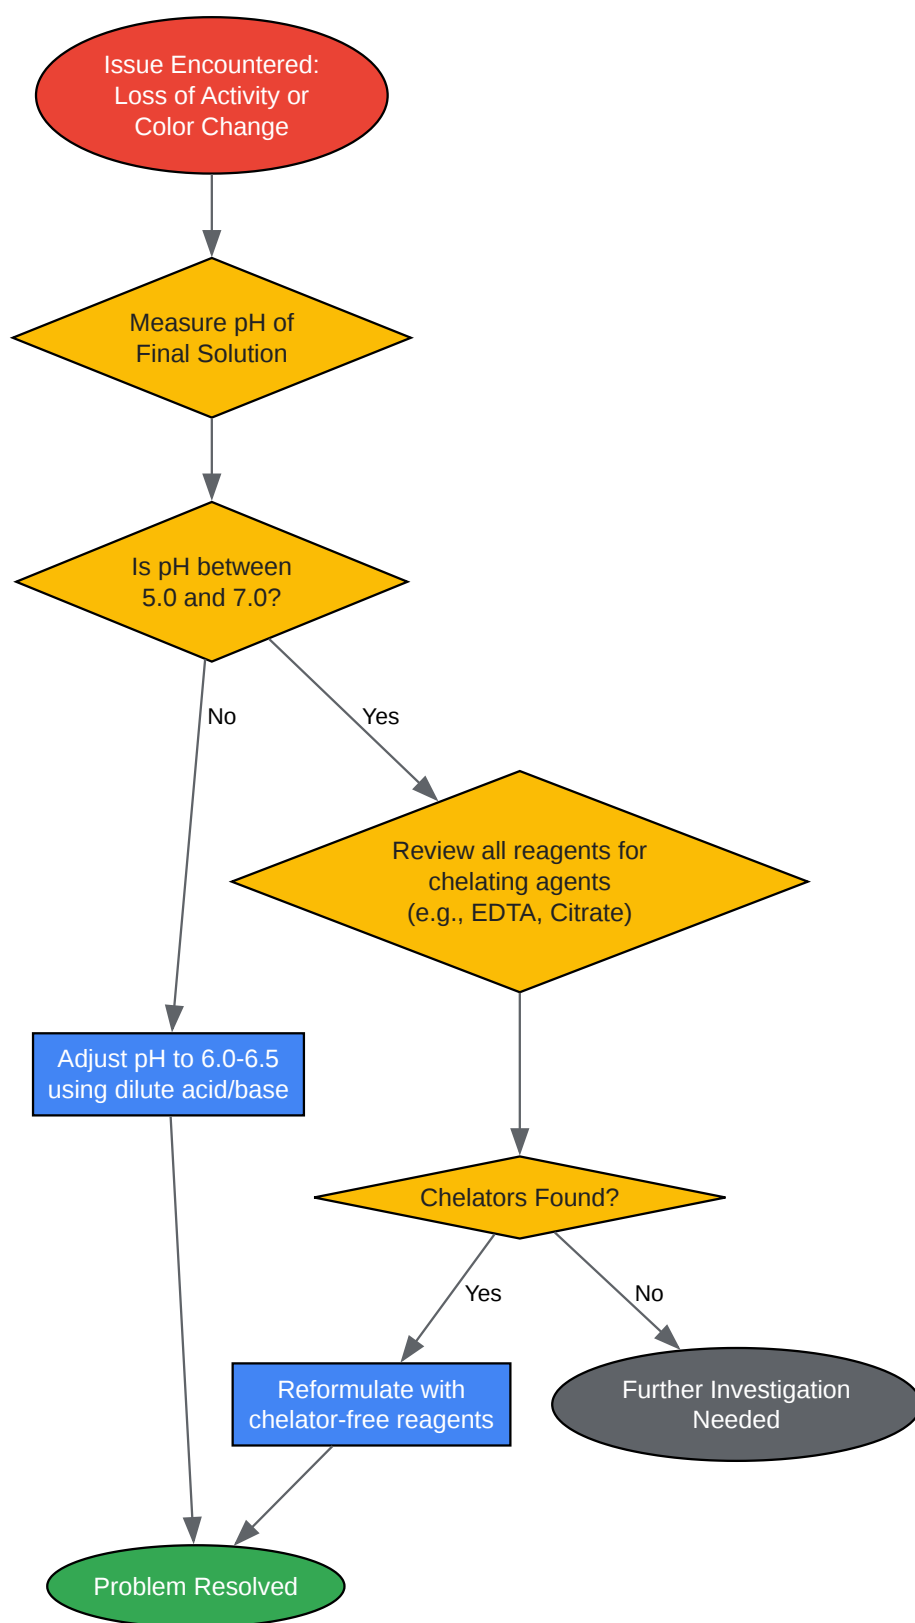 Issue Encountered:
Loss of Activity or
Color Change
Measure pH of
Final Solution
Is pH between
5.0 and 7.0?
No
Yes
Review all reagents for
chelating agents
(e.g., EDTA, Citrate)
Adjust pH to 6.0-6.5
using dilute acid/base
Chelators Found?
Yes
No
Reformulate with
chelator-free reagents
Further Investigation
Needed
Problem Resolved